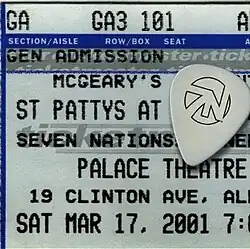 GA GA3 101 A
SECTION/AISLE ROW/BOX SEAT
GEN ADMISSION
MCGEARY'S
ST PATTYS AT
SEVEN NATIONS
PALACE THEATRE
19 CLINTON AVE, AL
SAT MAR 17, 2001 7: